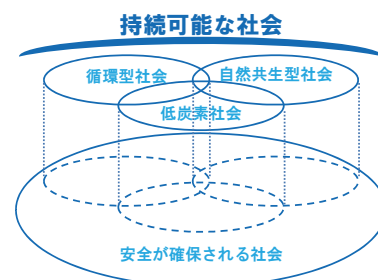 持続可能な社会
循環型社会
自然共生型社会
低炭素社会
安全が確保される社会